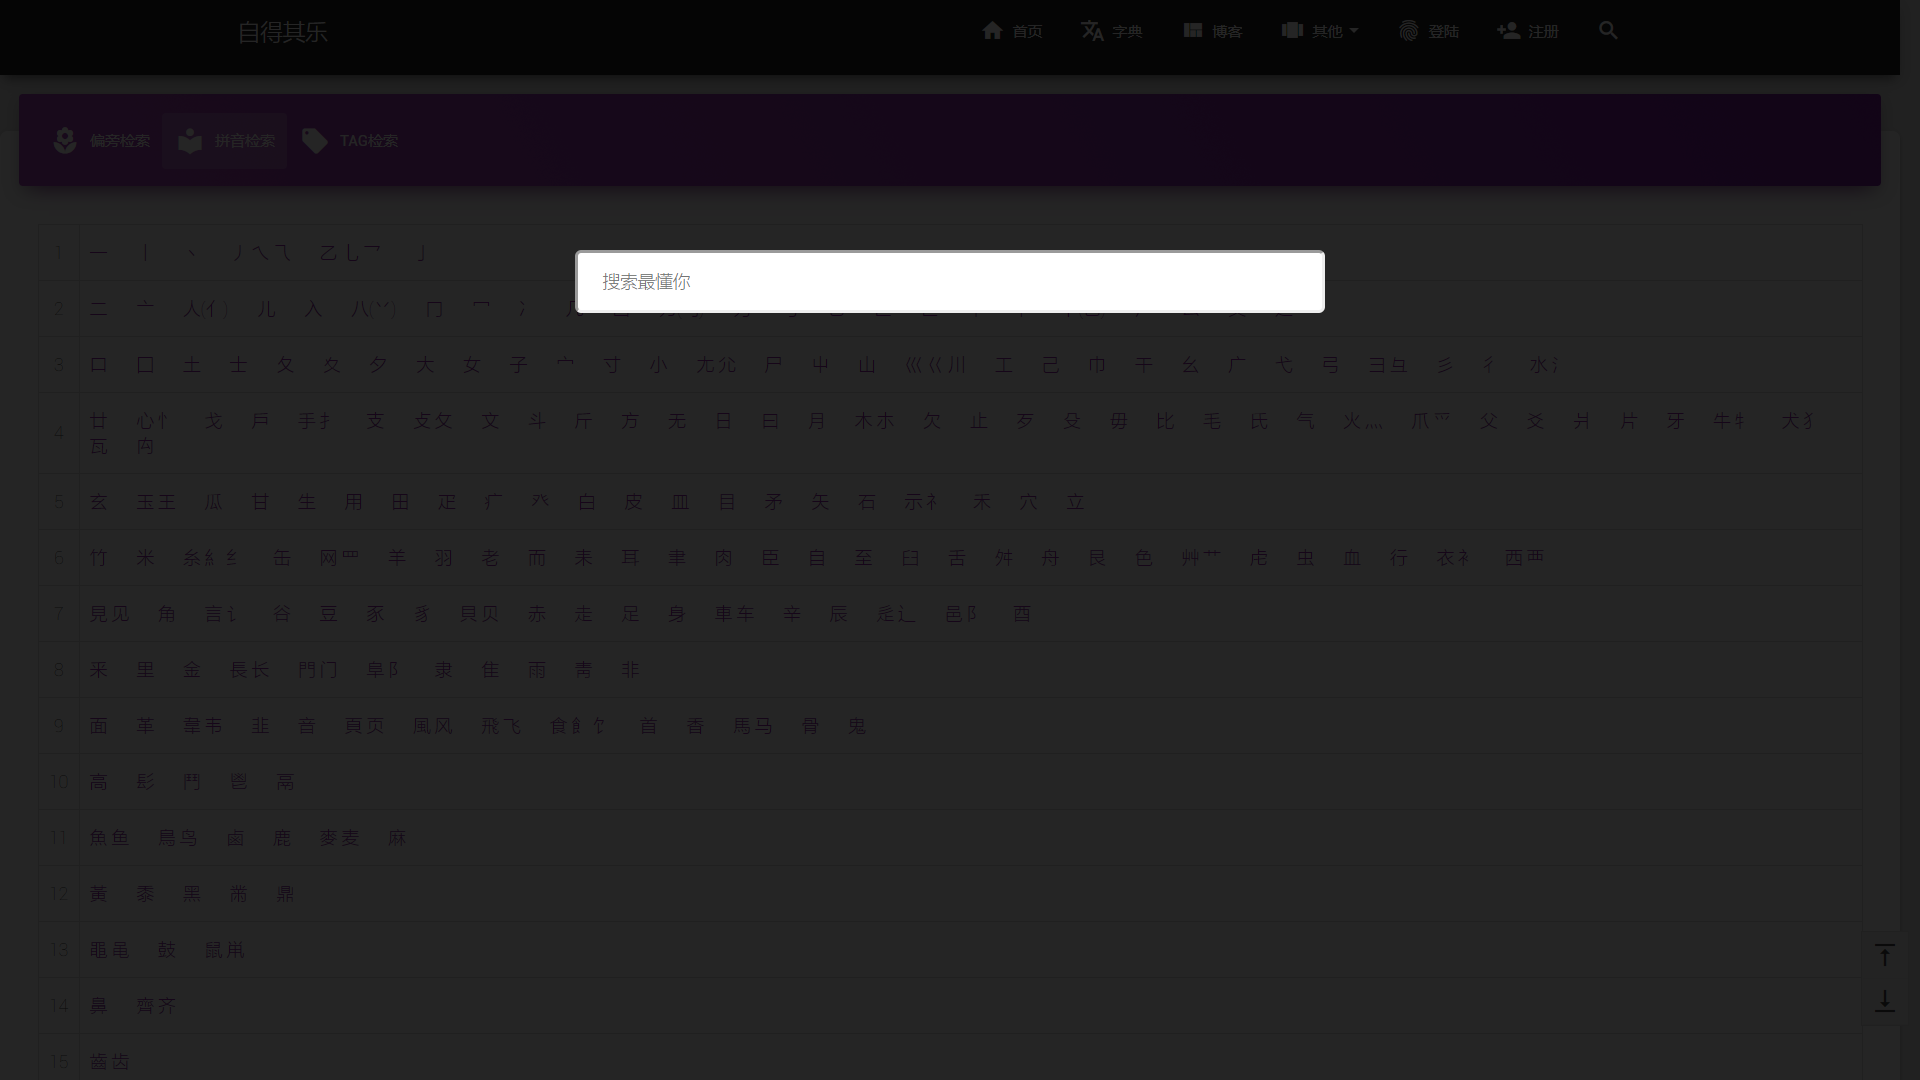 自得其乐 首页 字典 博客 其他 登陆 注册
偏旁检索 拼音检索 TAG检索
搜索最懂你
1 一 丨 丶 丿乀⺄ 乙乚乛 亅
2 二 亠 人(亻) 儿 入 八(丷) 冂 冖 冫
3 口 囗 土 士 夂 夊 夕 大 女 子 宀 寸 小 尢尣 尸 屮 山 巛巜川 工 己 巾 干 幺 广 弋 弓 彐彑 彡 彳 水氵
4 廿 心忄 戈 戶 手扌 支 攴攵 文 斗 斤 方 无 日 曰 月 木朩 欠 止 歹 殳 毋 比 毛 氏 气 火灬 爪爫 父 爻 爿 片 牙 牛牜 犬犭
瓦 禸
5 玄 玉王 瓜 甘 生 用 田 疋 疒 癶 白 皮 皿 目 矛 矢 石 示礻 禾 穴 立
6 竹 米 糸糹纟 缶 网罒 羊 羽 老 而 耒 耳 聿 肉 臣 自 至 臼 舌 舛 舟 艮 色 艸艹 虍 虫 血 行 衣衤 西覀
7 見见 角 言讠 谷 豆 豕 豸 貝贝 赤 走 足 身 車车 辛 辰 辵辶 邑阝 酉
8 釆 里 金 長长 門门 阜阝 隶 隹 雨 靑 非
9 面 革 韋韦 韭 音 頁页 風风 飛飞 食飠饣 首 香 馬马 骨 鬼
10 高 髟 鬥 鬯 鬲
11 魚鱼 鳥鸟 鹵 鹿 麥麦 麻
12 黃 黍 黑 黹 鼎
13 黽黾 鼓 鼠鼡
14 鼻 齊齐
15 齒齿